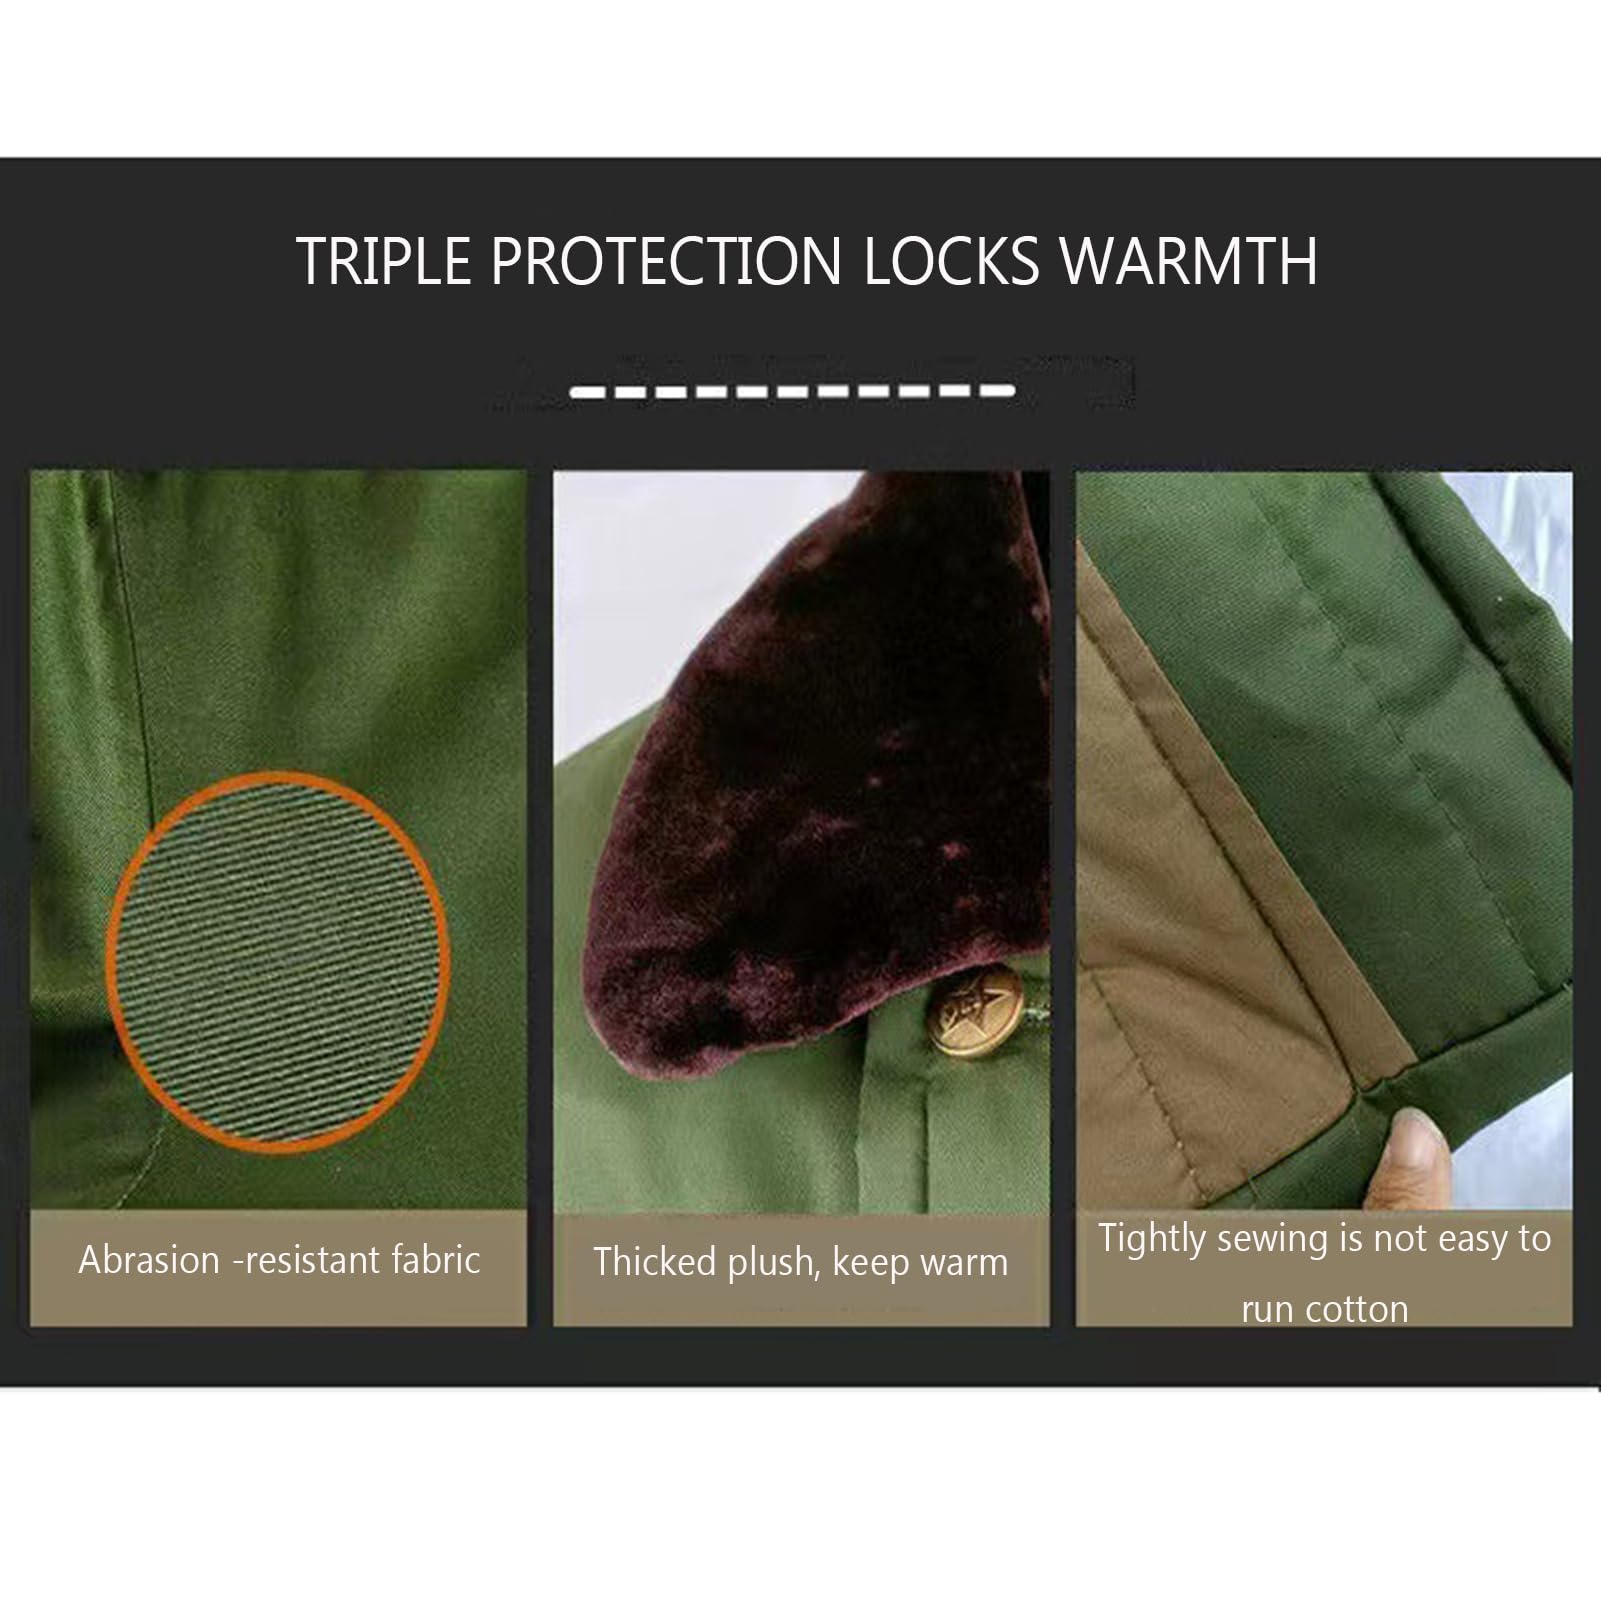 TRIPLE PROTECTION LOCKS WARMTH
Abrasion -resistant fabric
Thicked plush, keep warm
Tightly sewing is not easy to
run cotton